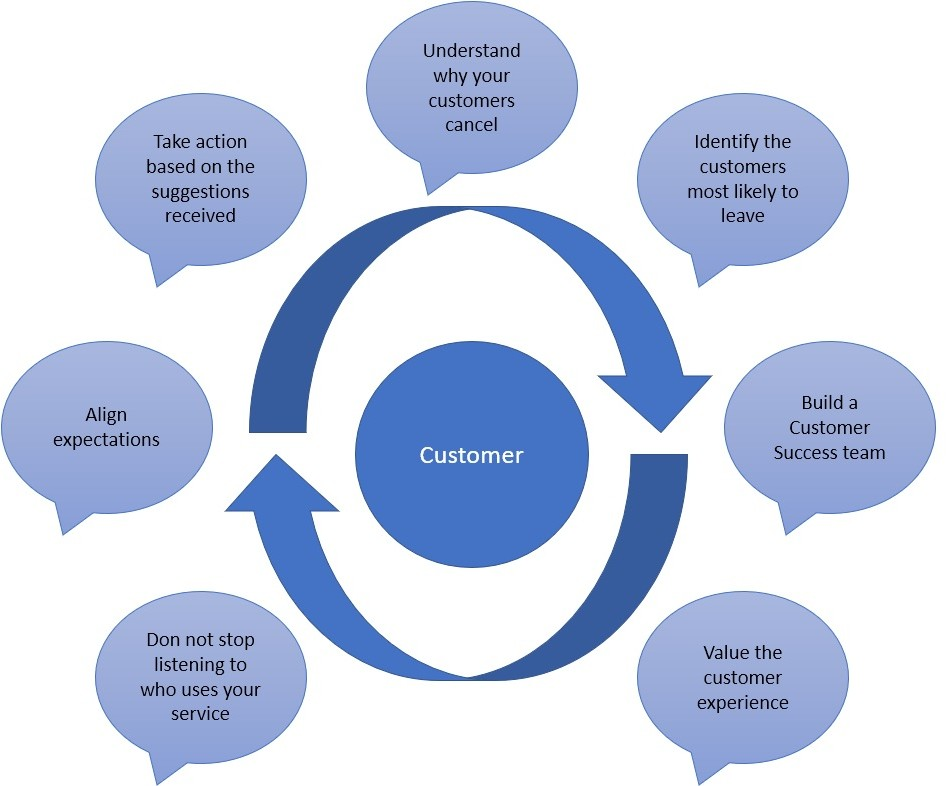 Understand
why your
customers
cancel
Identify the
customers
most likely to
leave
Build a
Customer
Success team
Value the
customer
experience
Don not stop
listening to
who uses your
service
Align
expectations
Take action
based on the
suggestions
received
Customer